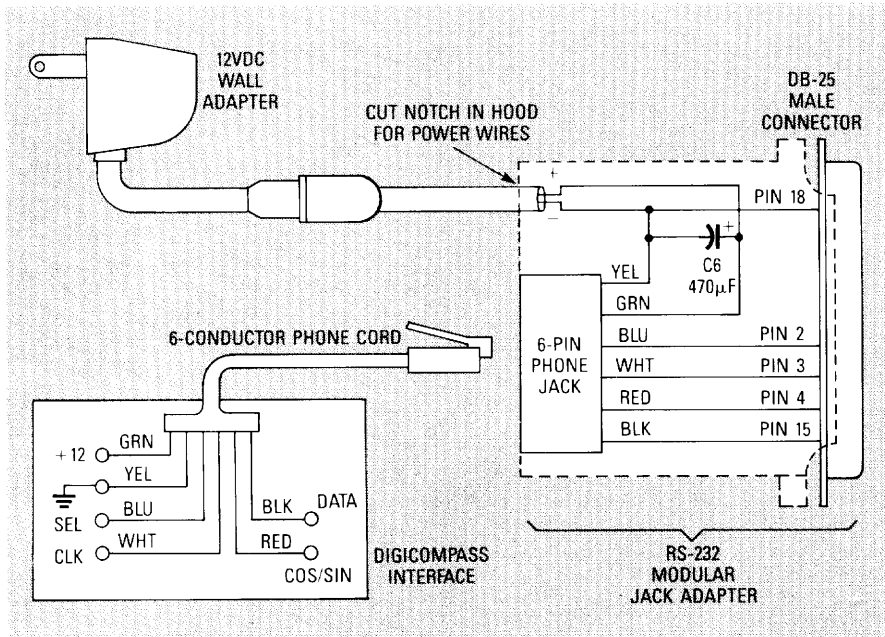 12VDC
WALL
ADAPTER
CUT NOTCH IN HOOD
FOR POWER WIRES
DB-25
MALE
CONNECTOR
+
−
PIN 18
+
C6
470µF
YEL
GRN
BLU
WHT
RED
BLK
6-PIN
PHONE
JACK
PIN 2
PIN 3
PIN 4
PIN 15
6-CONDUCTOR PHONE CORD
+12
GRN
YEL
SEL
BLU
CLK
WHT
BLK
DATA
RED
COS/SIN
DIGICOMPASS
INTERFACE
RS-232
MODULAR
JACK ADAPTER